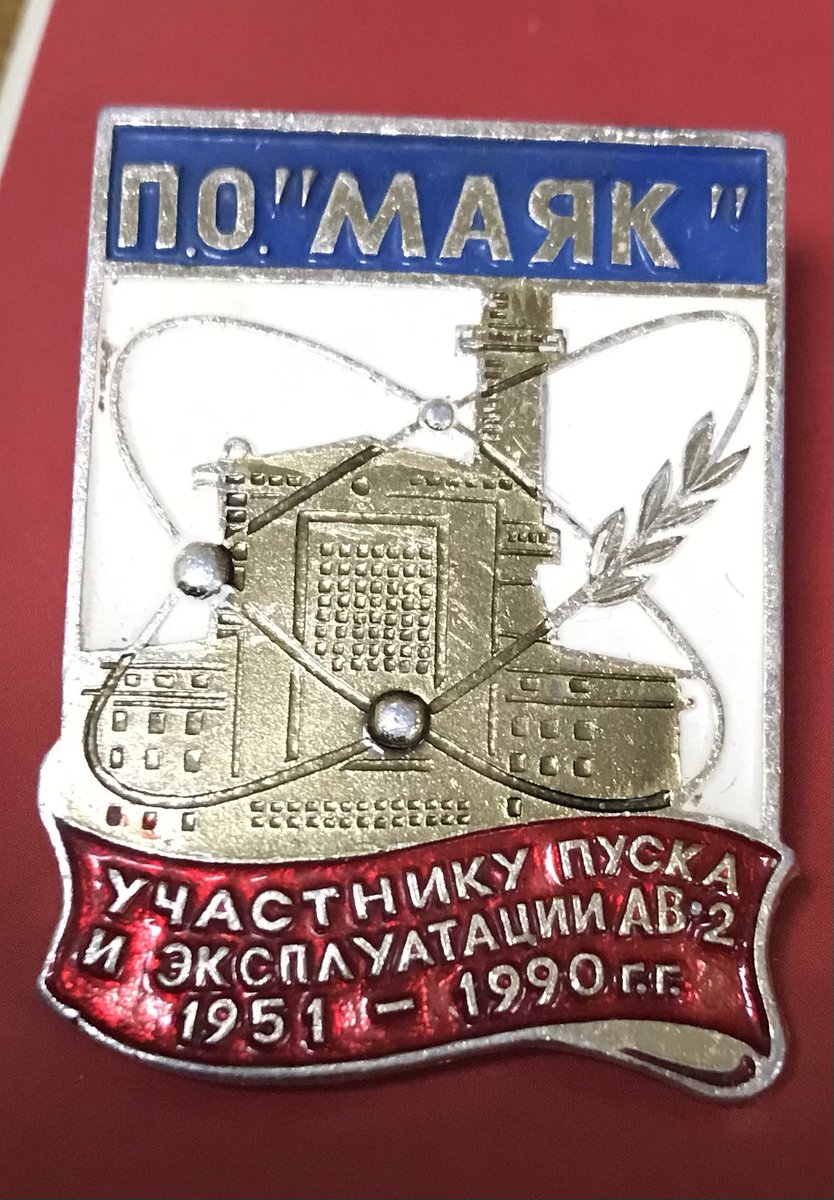 П.О. "МАЯК"
УЧАСТНИКУ ПУСКА
И ЭКСПЛУАТАЦИИ АВ-2
1951 - 1990 г.г.